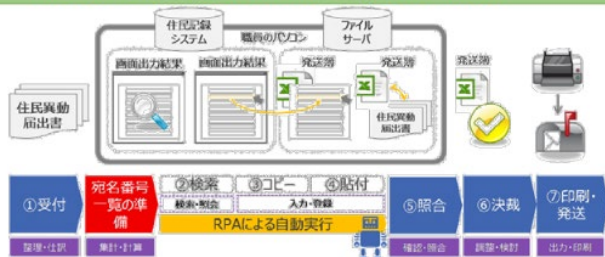 住民記録
システム
職員のパソコン
ファイル
サーバ
画面出力結果
画面出力結果
発送簿
発送簿
発送簿
住民異動
届出書
住民異動
届出書
①受付
宛名番号
一覧の準
備
②検索
③コピー
④貼付
検索・照会
入力・登録
RPAによる自動実行
⑤照合
⑥決裁
⑦印刷・
発送
整理・仕訳
集計・計算
確認・照合
調整・検討
出力・印刷